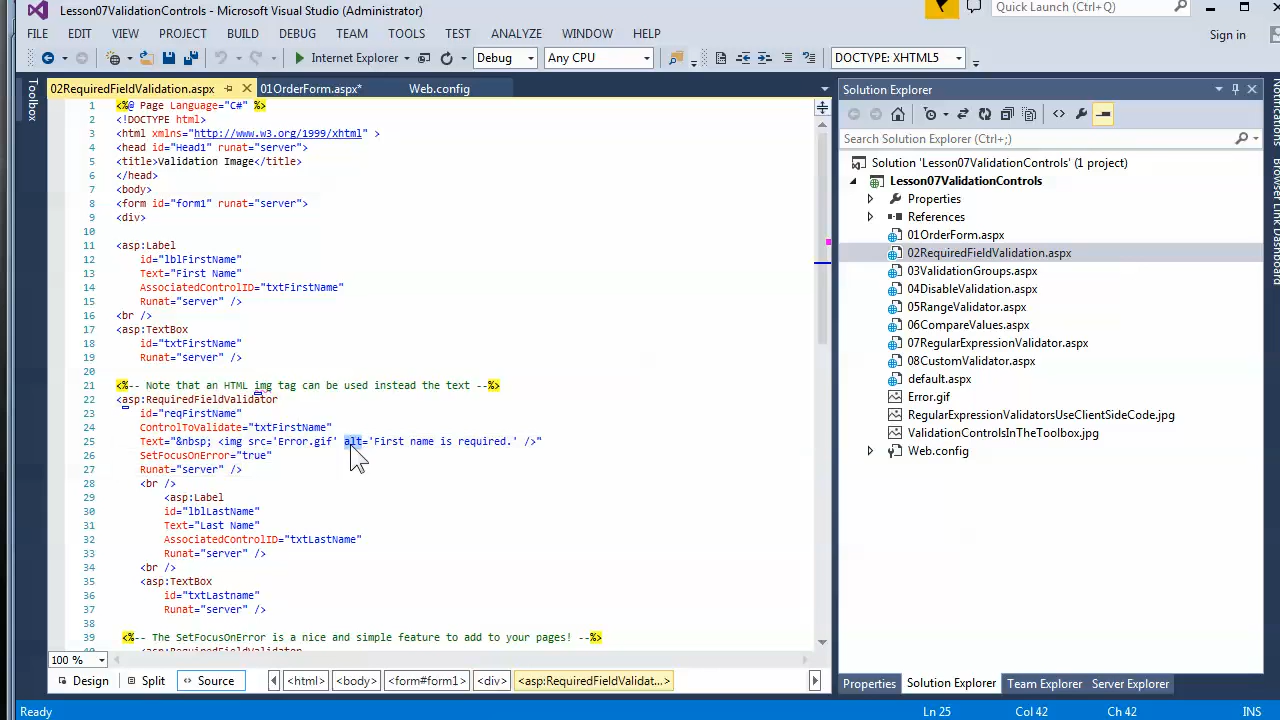 Lesson07ValidationControls - Microsoft Visual Studio (Administrator)
Quick Launch (Ctrl+Q)
FILE EDIT VIEW PROJECT BUILD DEBUG TEAM TOOLS TEST ANALYZE WINDOW HELP
Sign in
Internet Explorer Debug Any CPU DOCTYPE: XHTML5
Toolbox
02RequiredFieldValidation.aspx 01OrderForm.aspx* Web.config
1 <%@ Page Language="C#" %>
2 <!DOCTYPE html>
3 <html xmlns="http://www.w3.org/1999/xhtml" >
4 <head id="Head1" runat="server">
5 <title>Validation Image</title>
6 </head>
7 <body>
8 <form id="form1" runat="server">
9 <div>
10
11 <asp:Label
12 id="lblFirstName"
13 Text="First Name"
14 AssociatedControlID="txtFirstName"
15 Runat="server" />
16 <br />
17 <asp:TextBox
18 id="txtFirstName"
19 Runat="server" />
20
21 <%-- Note that an HTML img tag can be used instead the text --%>
22 <asp:RequiredFieldValidator
23 id="reqFirstName"
24 ControlToValidate="txtFirstName"
25 Text="&nbsp; <img src='Error.gif' alt='First name is required.' />"
26 SetFocusOnError="true"
27 Runat="server" />
28 <br />
29 <asp:Label
30 id="lblLastName"
31 Text="Last Name"
32 AssociatedControlID="txtLastName"
33 Runat="server" />
34 <br />
35 <asp:TextBox
36 id="txtLastname"
37 Runat="server" />
38
39 <%-- The SetFocusOnError is a nice and simple feature to add to your pages! --%>
100 %
Design Split Source <html> <body> <form#form1> <div> <asp:RequiredFieldValidat...>
Solution Explorer
Search Solution Explorer (Ctrl+;)
Solution 'Lesson07ValidationControls' (1 project)
Lesson07ValidationControls
Properties
References
01OrderForm.aspx
02RequiredFieldValidation.aspx
03ValidationGroups.aspx
04DisableValidation.aspx
05RangeValidator.aspx
06CompareValues.aspx
07RegularExpressionValidator.aspx
08CustomValidator.aspx
default.aspx
Error.gif
RegularExpressionValidatorsUseClientSideCode.jpg
ValidationControlsInTheToolbox.jpg
Web.config
Properties Solution Explorer Team Explorer Server Explorer
Notifications
Browser Link Dashboard
Ready Ln 25 Col 42 Ch 42 INS